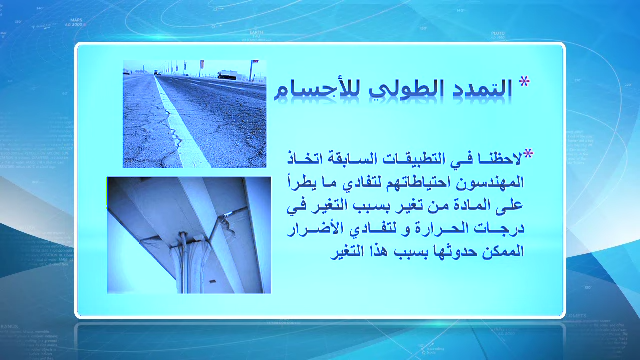 * التمدد الطولي للأجسام
*لاحظنا في التطبيقات السابقة اتخاذ
المهندسون احتياطاتهم لتفادي ما يطرأ
على المادة من تغير بسبب التغير في
درجات الحرارة و لتفادي الأضرار
الممكن حدوثها بسبب هذا التغير